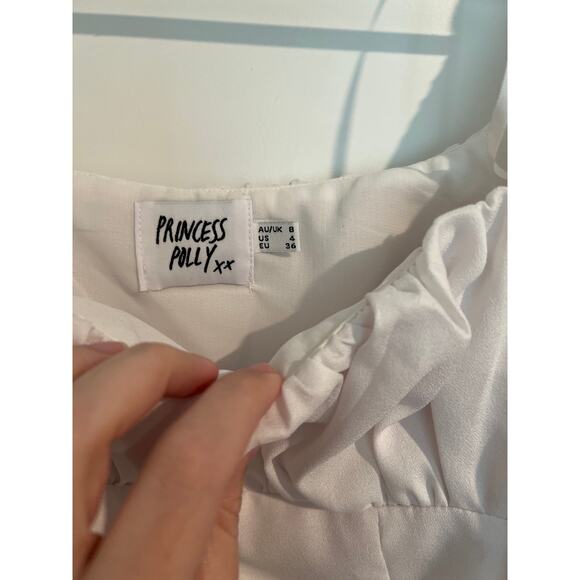 PRINCESS
POLLY xx
AU/UK 8
US 4
EU 36